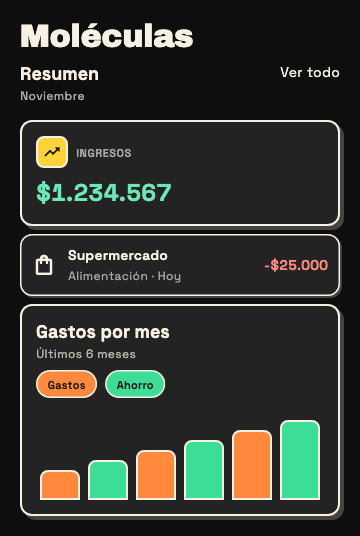 Moléculas
Resumen
Ver todo
Noviembre
INGRESOS
$1.234.567
Supermercado
Alimentación · Hoy
-$25.000
Gastos por mes
Últimos 6 meses
Gastos
Ahorro